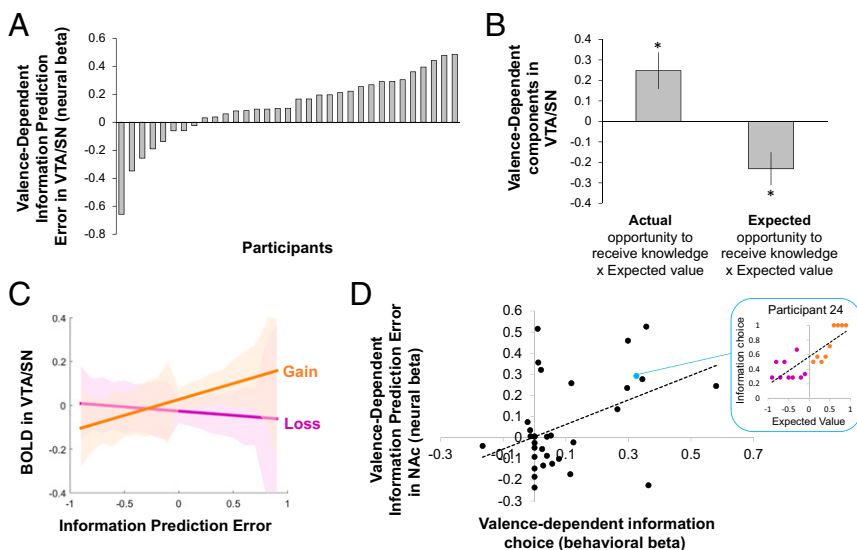 A
Valence-Dependent
Information Prediction
Error in VTA/SN (neural beta)
0.6
0.4
0.2
0.0
-0.2
-0.4
-0.6
-0.8
Participants
B
Valence-Dependent
components in
VTA/SN
0.4
0.3
0.2
0.1
0
-0.1
-0.2
-0.3
-0.4
*
*
Actual
opportunity to
receive knowledge
x Expected value
Expected
opportunity to
receive knowledge
x Expected value
C
BOLD in VTA/SN
0.4
0.2
0
-0.2
-0.4
Gain
Loss
-1
-0.5
0
0.5
1
Information Prediction Error
D
Valence-Dependent
Information Prediction Error
in NAc (neural beta)
0.6
0.5
0.4
0.3
0.2
0.1
0
-0.1
-0.2
-0.3
-0.3
-0.1
0.1
0.3
0.5
0.7
Valence-dependent information
choice (behavioral beta)
Participant 24
Information choice
1
0.8
0.6
0.4
0.2
0
-1
-0.5
0
0.5
1
Expected Value